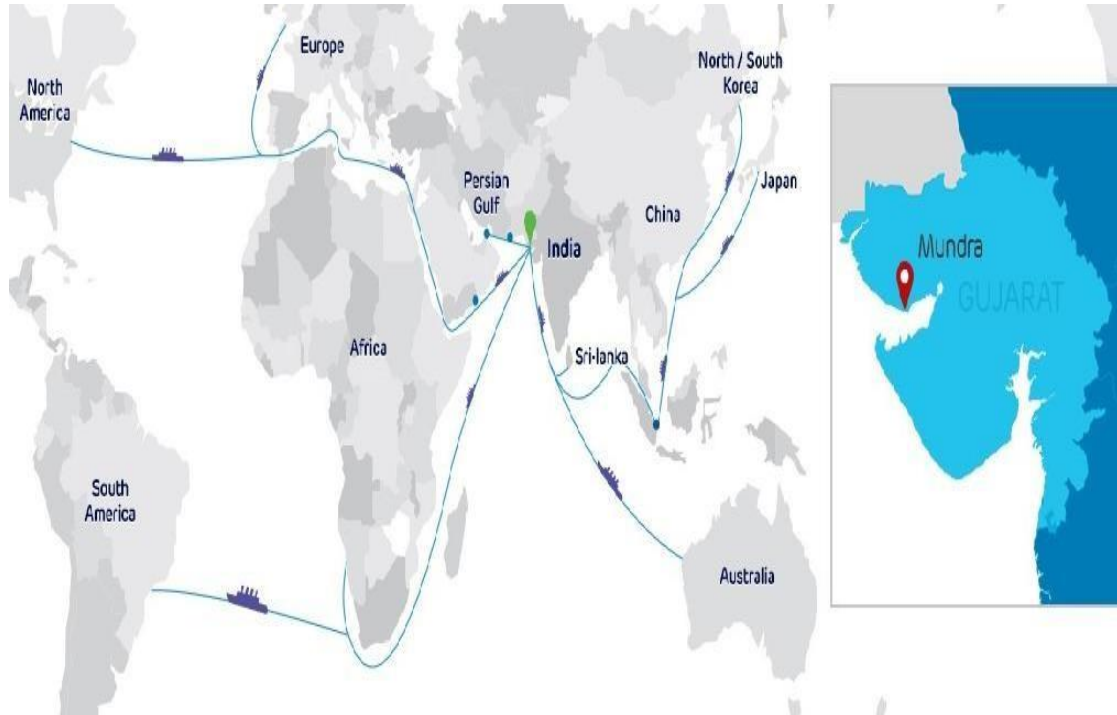 Europe
North / South
Korea
North
America
Persian
Gulf
Japan
China
India
Sri-lanka
Africa
South
America
Australia
Mundra
GUJARAT